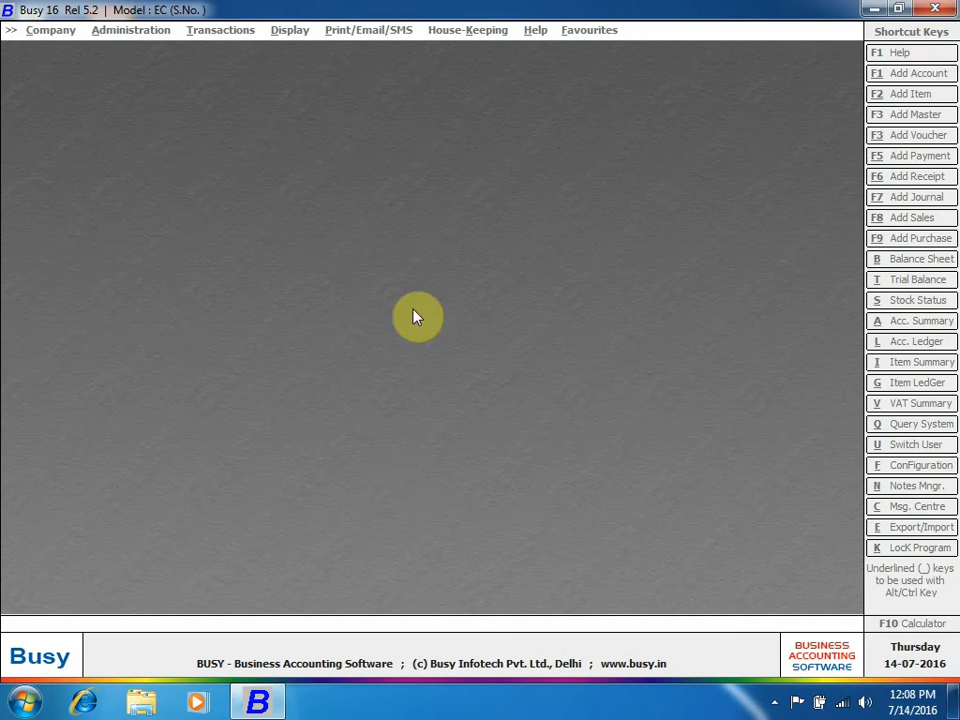 Busy 16 Rel 5.2 | Model : EC (S.No. )
>> Company Administration Transactions Display Print/Email/SMS House-Keeping Help Favourites
Shortcut Keys
F1 Help
F1 Add Account
F2 Add Item
F3 Add Master
F3 Add Voucher
F5 Add Payment
F6 Add Receipt
F7 Add Journal
F8 Add Sales
F9 Add Purchase
B Balance Sheet
T Trial Balance
S Stock Status
A Acc. Summary
L Acc. Ledger
I Item Summary
G Item LedGer
V VAT Summary
Q Query System
U Switch User
F ConFiguration
N Notes Mngr.
C Msg. Centre
E Export/Import
K LocK Program
Underlined (_) keys
to be used with
Alt/Ctrl Key
F10 Calculator
Busy
BUSY - Business Accounting Software ; (c) Busy Infotech Pvt. Ltd., Delhi ; www.busy.in
BUSINESS
ACCOUNTING
SOFTWARE
Thursday
14-07-2016
12:08 PM
7/14/2016